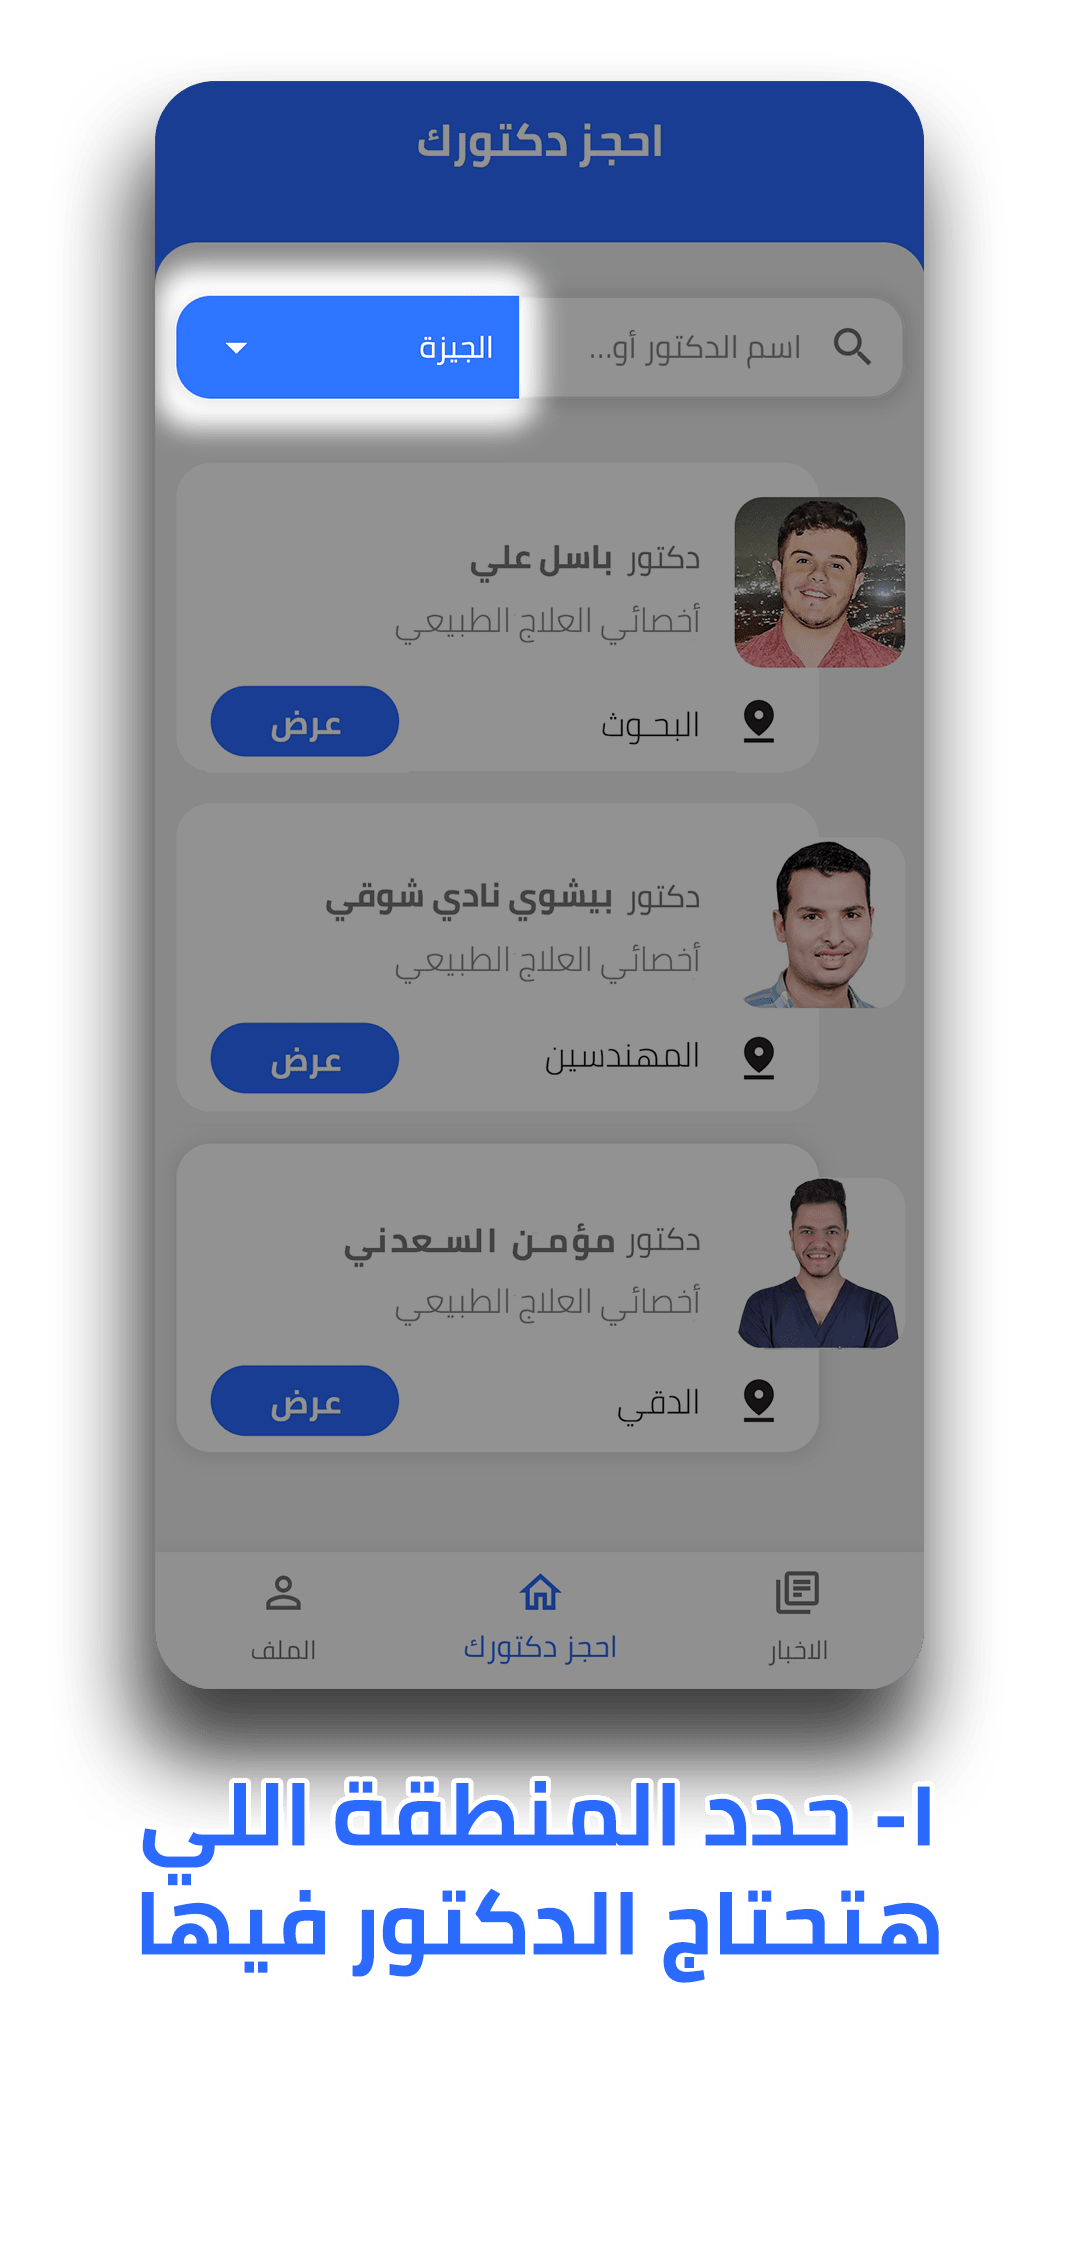 احجز دكتورك
اسم الدكتور أو...
الجيزة
دكتور باسل علي
أخصائي العلاج الطبيعي
البحـوث
عرض
دكتور بيشوي نادي شوقي
أخصائي العلاج الطبيعي
المهندسين
عرض
دكتور مؤمـن السـعدني
أخصائي العلاج الطبيعي
الدقـي
عرض
الاخبار
احجز دكتورك
الملف
١- حدد المنطقة اللي
هتحتاج الدكتور فيها